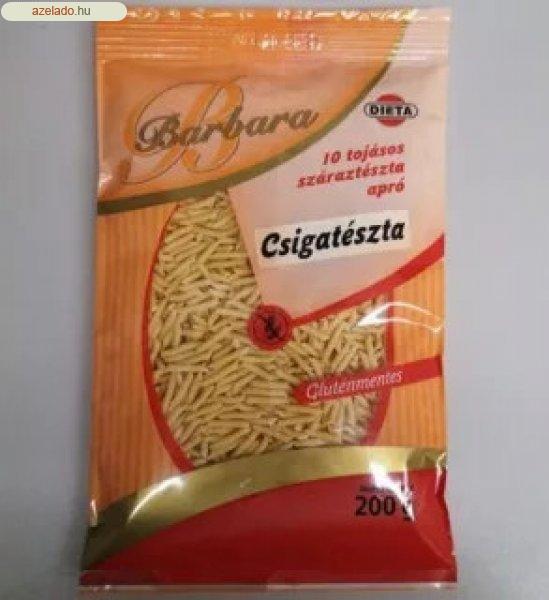 azelado.hu
Barbara
DIETA
10 tojásos
száraztészta
apró
Csigatészta
Gluténmentes
200 g